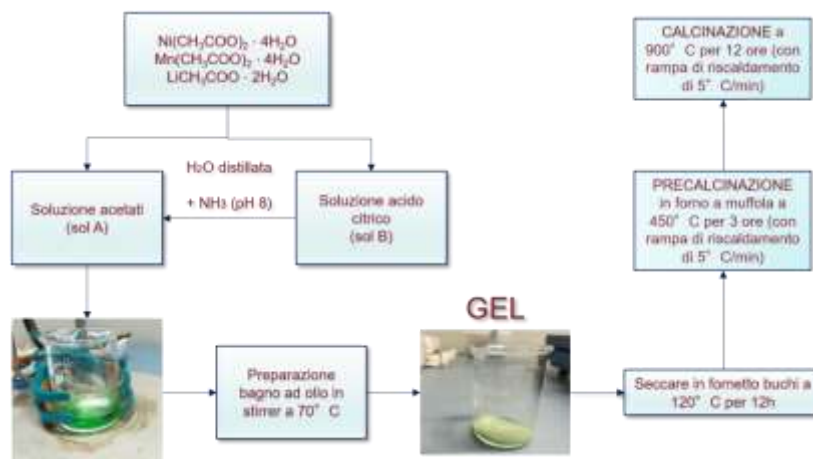 Ni(CH₃COO)₂ · 4H₂O
Mn(CH₃COO)₂ · 4H₂O
LiCH₃COO · 2H₂O
H₂O distillata
+ NH₃ (pH 8)
Soluzione acetati
(sol A)
Soluzione acido
citrico
(sol B)
Preparazione
bagno ad olio in
stirrer a 70° C
GEL
Seccare in fornetto buchi a
120° C per 12h
PRECALCINAZIONE
in forno a muffola a
450° C per 3 ore (con
rampa di riscaldamento
di 5° C/min)
CALCINAZIONE a
900° C per 12 ore (con
rampa di riscaldamento
di 5° C/min)